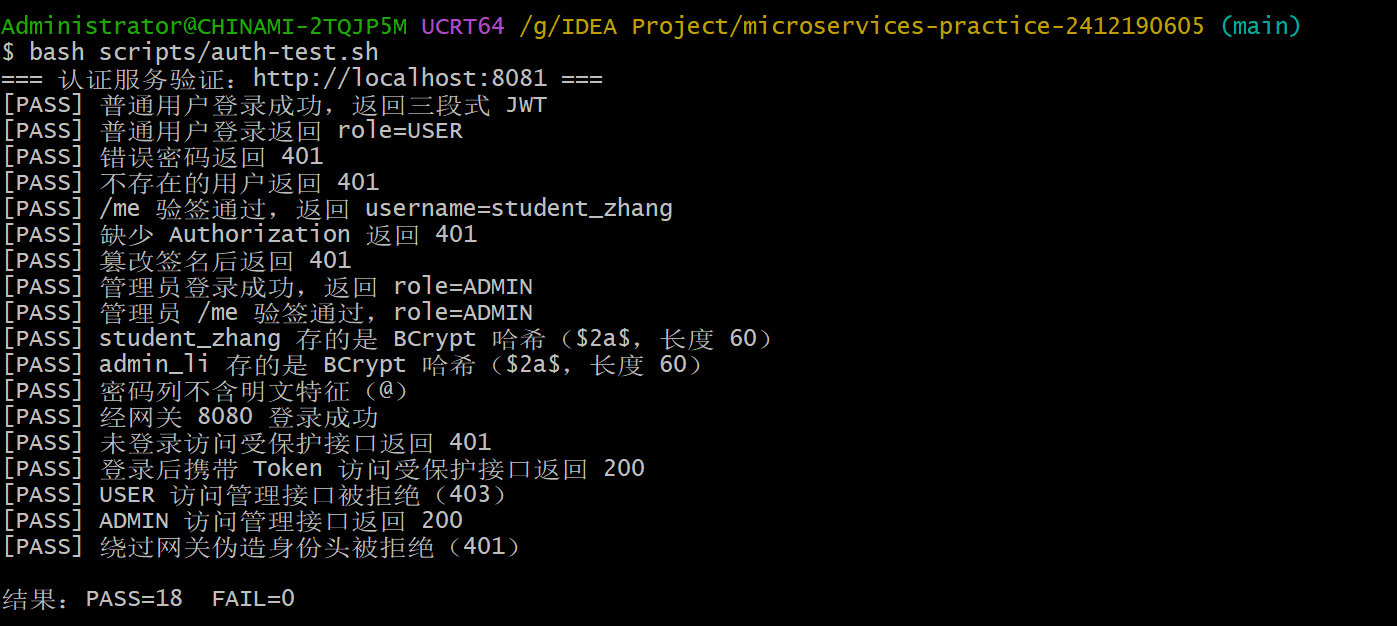 Administrator@CHINAMI-2TQJP5M UCRT64 /g/IDEA Project/microservices-practice-2412190605 (main)
$ bash scripts/auth-test.sh
=== 认证服务验证：http://localhost:8081 ===
[PASS] 普通用户登录成功，返回三段式 JWT
[PASS] 普通用户登录返回 role=USER
[PASS] 错误密码返回 401
[PASS] 不存在的用户返回 401
[PASS] /me 验签通过，返回 username=student_zhang
[PASS] 缺少 Authorization 返回 401
[PASS] 篡改签名后返回 401
[PASS] 管理员登录成功，返回 role=ADMIN
[PASS] 管理员 /me 验签通过，role=ADMIN
[PASS] student_zhang 存的是 BCrypt 哈希（$2a$，长度 60）
[PASS] admin_li 存的是 BCrypt 哈希（$2a$，长度 60）
[PASS] 密码列不含明文特征（@）
[PASS] 经网关 8080 登录成功
[PASS] 未登录访问受保护接口返回 401
[PASS] 登录后携带 Token 访问受保护接口返回 200
[PASS] USER 访问管理接口被拒绝（403）
[PASS] ADMIN 访问管理接口返回 200
[PASS] 绕过网关伪造身份头被拒绝（401）
结果：PASS=18  FAIL=0